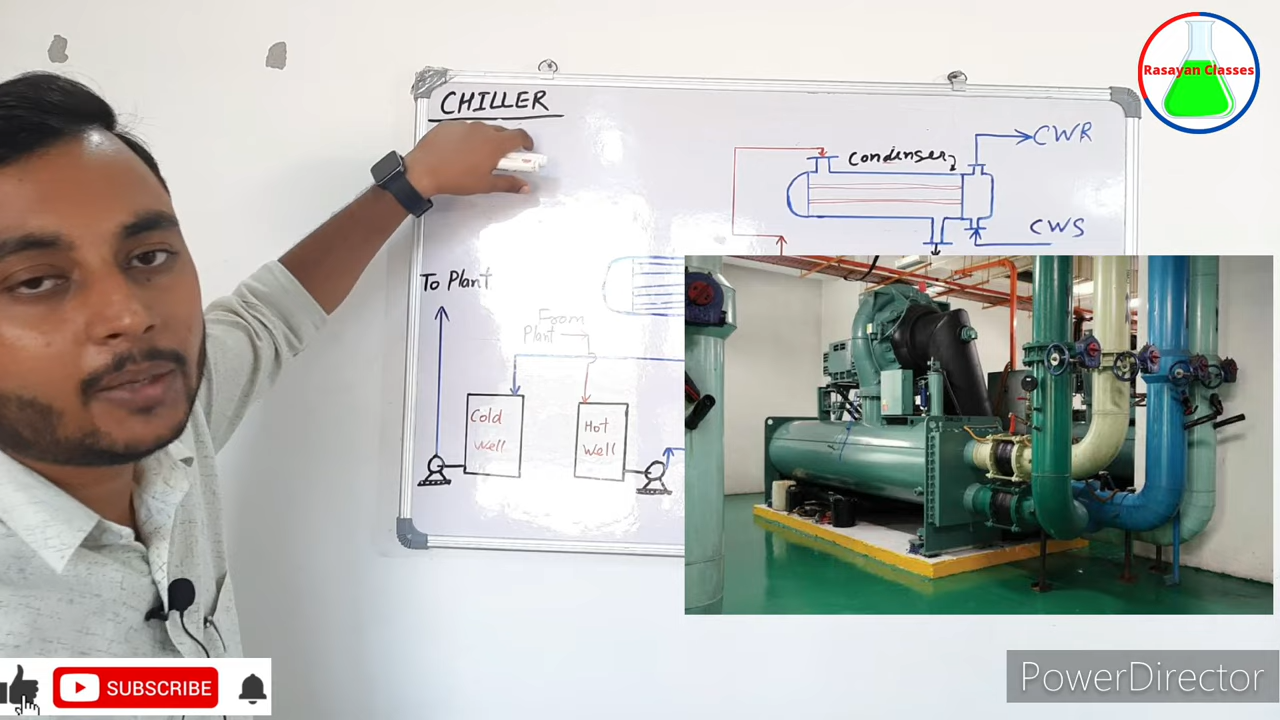 Rasayan Classes
CHILLER
CWR
Condenser
CWS
To Plant
From
Plant
Cold
Well
Hot
Well
SUBSCRIBE
PowerDirector